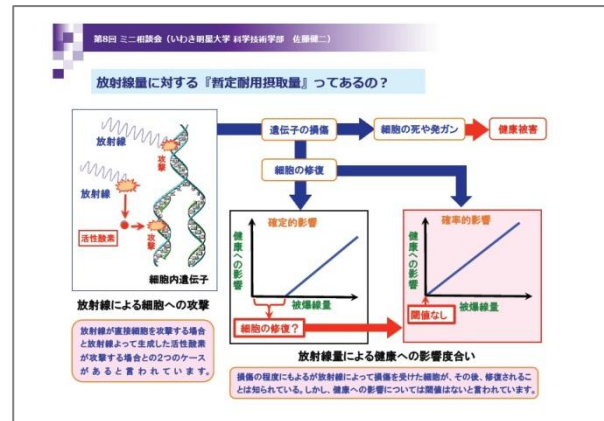 第8回 ミニ相談会（いわき明星大学 科学技術学部　佐藤健二）
放射線量に対する『暫定耐用摂取量』ってあるの？
放射線
放射線
攻撃
活性酸素
攻撃
細胞内遺伝子
遺伝子の損傷
細胞の死や発ガン
健康被害
細胞の修復
確定的影響
健康への影響
被爆線量
細胞の修復？
確率的影響
健康への影響
被爆線量
閾値なし
放射線による細胞への攻撃
放射線量による健康への影響度合い
放射線が直接細胞を攻撃する場合
と放射線よって生成した活性酸素
が攻撃する場合との2つのケース
があると言われています。
損傷の程度にもよるが放射線によって損傷を受けた細胞が、その後、修復されるこ
とは知られている。しかし、健康への影響については閾値はないと言われています。